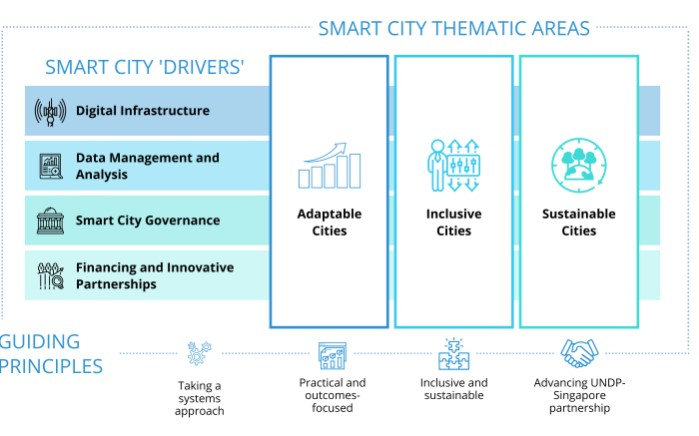 SMART CITY THEMATIC AREAS
SMART CITY 'DRIVERS'
Digital Infrastructure
Data Management and
Analysis
Smart City Governance
Financing and Innovative
Partnerships
Adaptable
Cities
Inclusive
Cities
Sustainable
Cities
GUIDING
PRINCIPLES
Taking a
systems
approach
Practical and
outcomes-
focused
Inclusive and
sustainable
Advancing UNDP-
Singapore
partnership